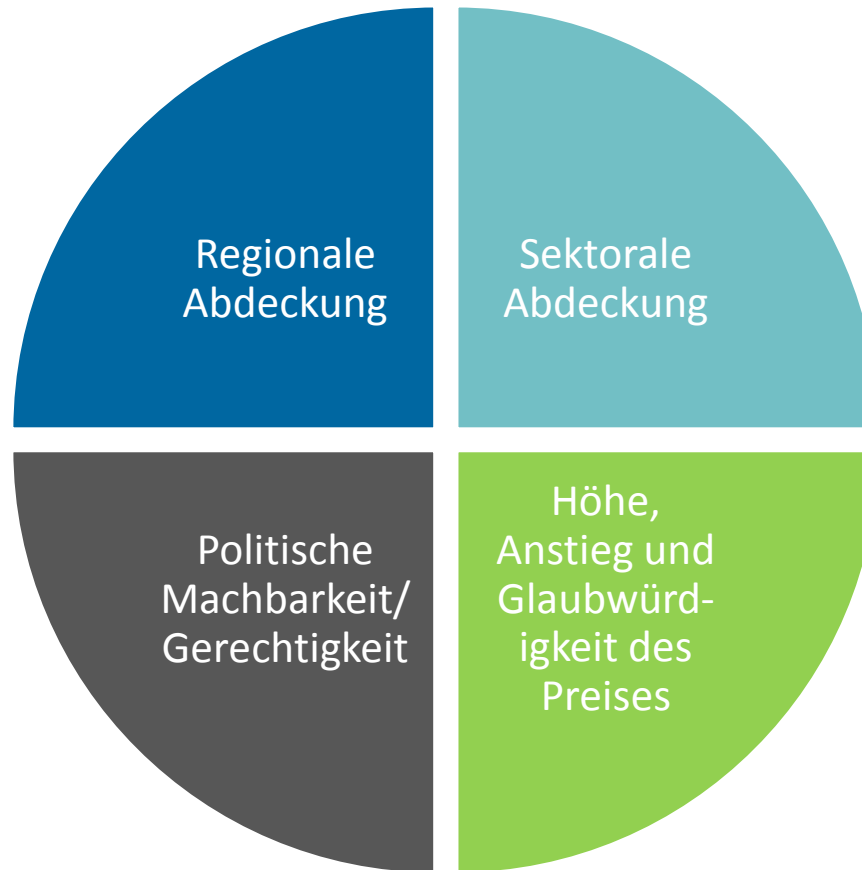 Regionale
Abdeckung
Sektorale
Abdeckung
Politische
Machbarkeit/
Gerechtigkeit
Höhe,
Anstieg und
Glaubwürd-
igkeit des
Preises